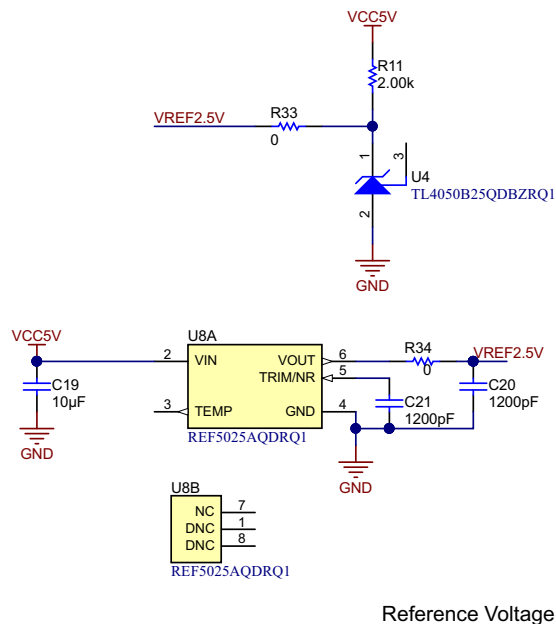 VCC5V
R11
2.00k
VREF2.5V
R33
0
1
3
U4
TL4050B25QDBZRQ1
2
GND
VCC5V
U8A
2
VIN
VOUT
6
R34
0
VREF2.5V
TRIM/NR
5
C19
10µF
C21
1200pF
C20
1200pF
3
TEMP
GND
4
REF5025AQDRQ1
GND
GND
U8B
NC
7
DNC
1
DNC
8
REF5025AQDRQ1
Reference Voltage